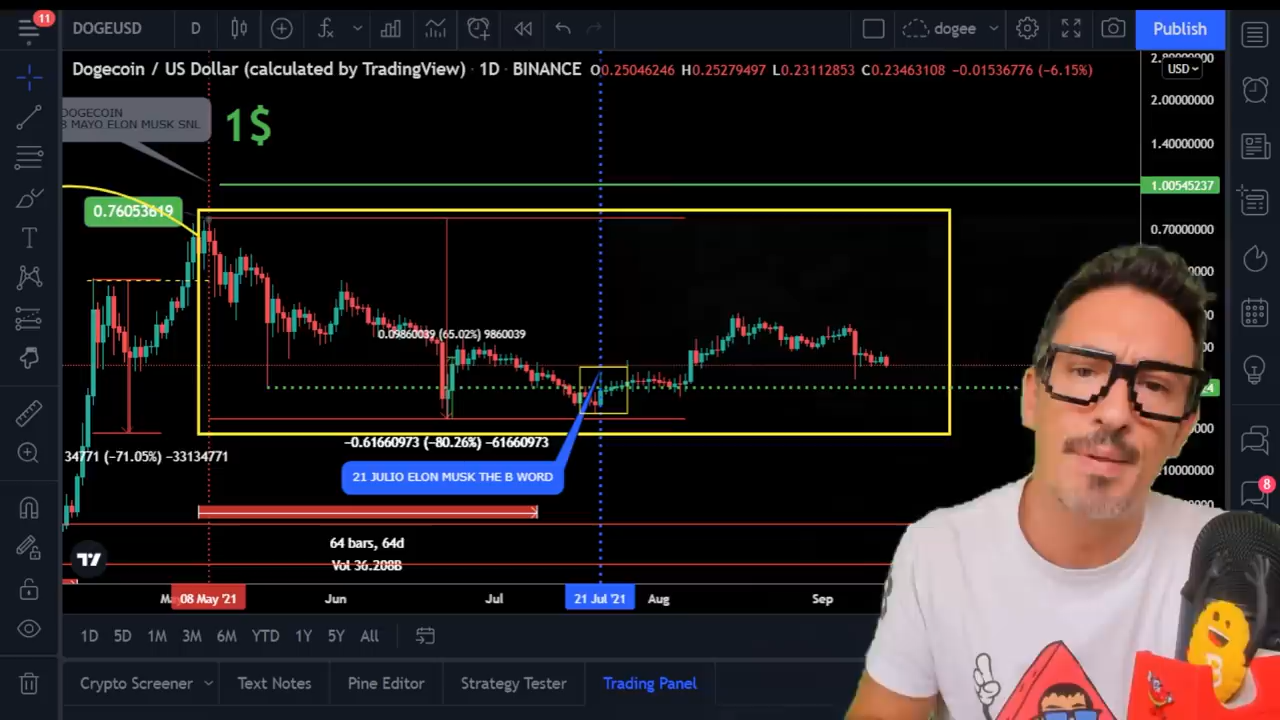 11
DOGEUSD
D
dogee
Publish
Dogecoin / US Dollar (calculated by TradingView) · 1D · BINANCE O0.25046246 H0.25279497 L0.23112853 C0.23463108 −0.01536776 (−6.15%)
USD
2.00000000
1.40000000
DOGECOIN
8 MAYO ELON MUSK SNL
1$
1.00545237
0.76053619
0.70000000
0.09860039 (65.02%) 9860039
−0.61660973 (−80.26%) −61660973
34771 (−71.05%) −33134771
21 JULIO ELON MUSK THE B WORD
64 bars, 64d
Vol 36.208B
08 May '21
Jun
Jul
21 Jul '21
Aug
Sep
8
1D 5D 1M 3M 6M YTD 1Y 5Y All
Crypto Screener
Text Notes
Pine Editor
Strategy Tester
Trading Panel